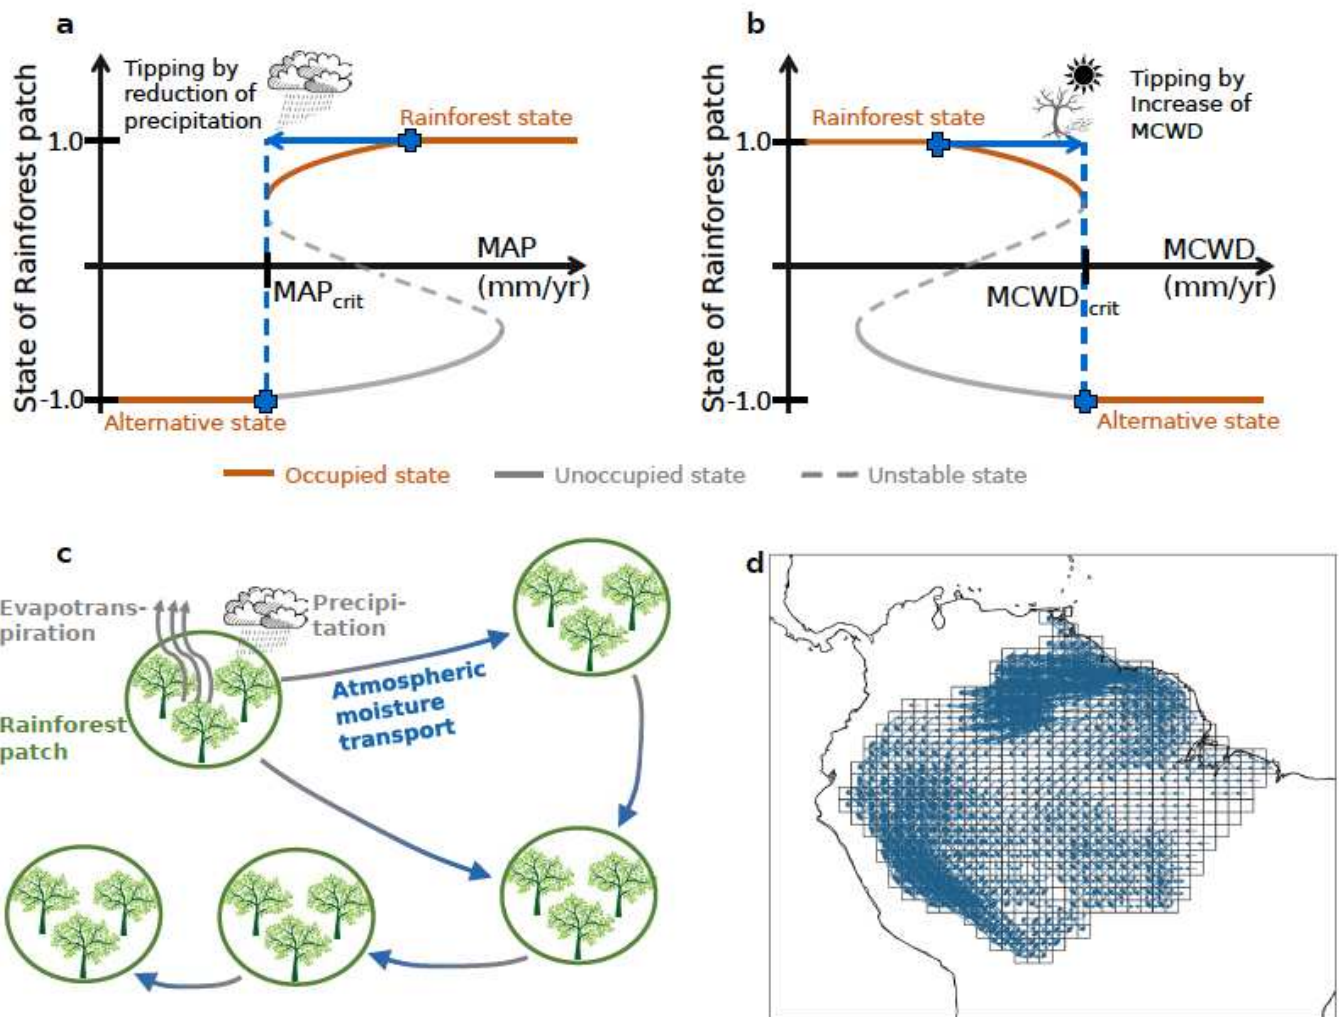 a
Tipping by
reduction of
precipitation
Rainforest state
1.0
State of Rainforest patch
MAP
(mm/yr)
MAPcrit
-1.0
Alternative state
b
Tipping by
Increase of
MCWD
Rainforest state
1.0
State of Rainforest patch
MCWD
(mm/yr)
MCWDcrit
-1.0
Alternative state
Occupied state
Unoccupied state
Unstable state
c
Evapotrans-
piration
Precipi-
tation
Rainforest
patch
Atmospheric
moisture
transport
d